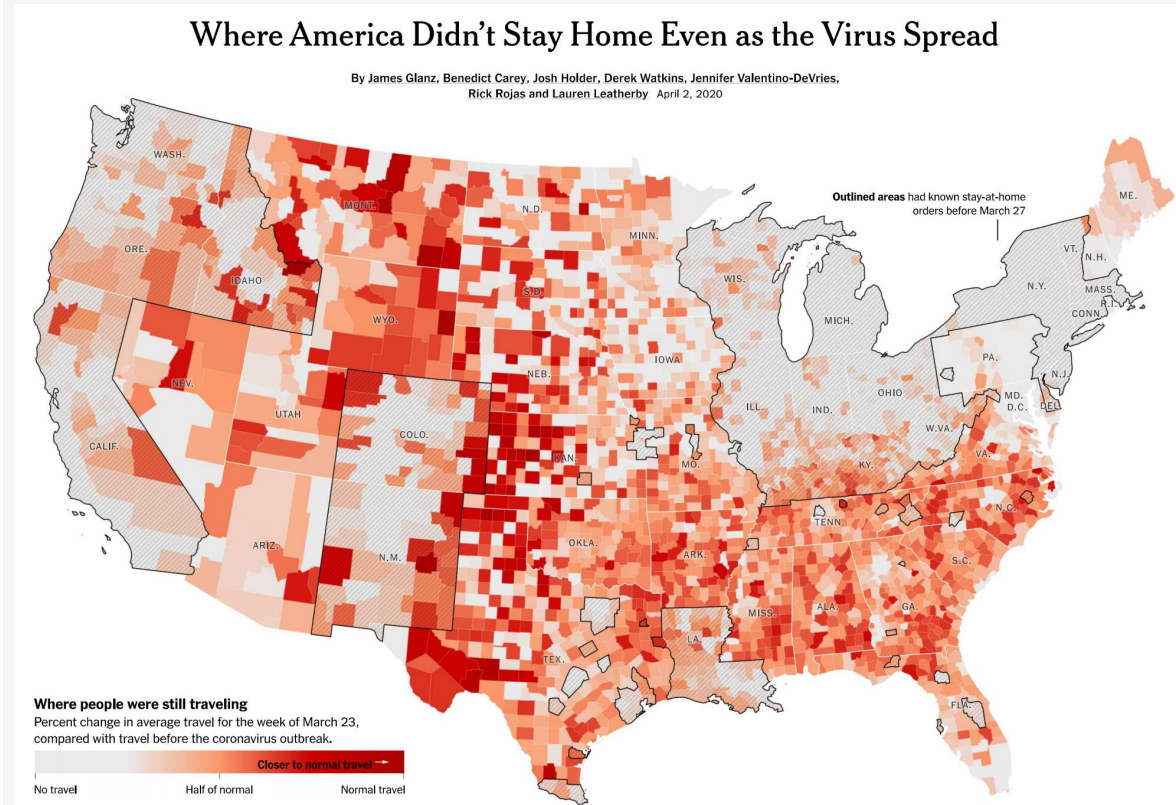 Where America Didn't Stay Home Even as the Virus Spread
By James Glanz, Benedict Carey, Josh Holder, Derek Watkins, Jennifer Valentino-DeVries,
Rick Rojas and Lauren Leatherby April 2, 2020
Outlined areas had known stay-at-home
orders before March 27
WASH.
MONT.
N.D.
MINN.
ME.
ORE.
IDAHO
S.D.
WIS.
VT.
N.H.
N.Y.
MASS.
R.I.
CONN.
WYO.
MICH.
IOWA
NEB.
PA.
N.J.
NEV.
UTAH
COLO.
ILL.
IND.
OHIO
MD.
D.C.
DEL.
W.VA.
CALIF.
KAN.
MO.
KY.
VA.
ARIZ.
N.M.
OKLA.
ARK.
TENN.
N.C.
S.C.
TEX.
LA.
MISS.
ALA.
GA.
FLA.
Where people were still traveling
Percent change in average travel for the week of March 23,
compared with travel before the coronavirus outbreak.
Closer to normal travel →
No travel
Half of normal
Normal travel